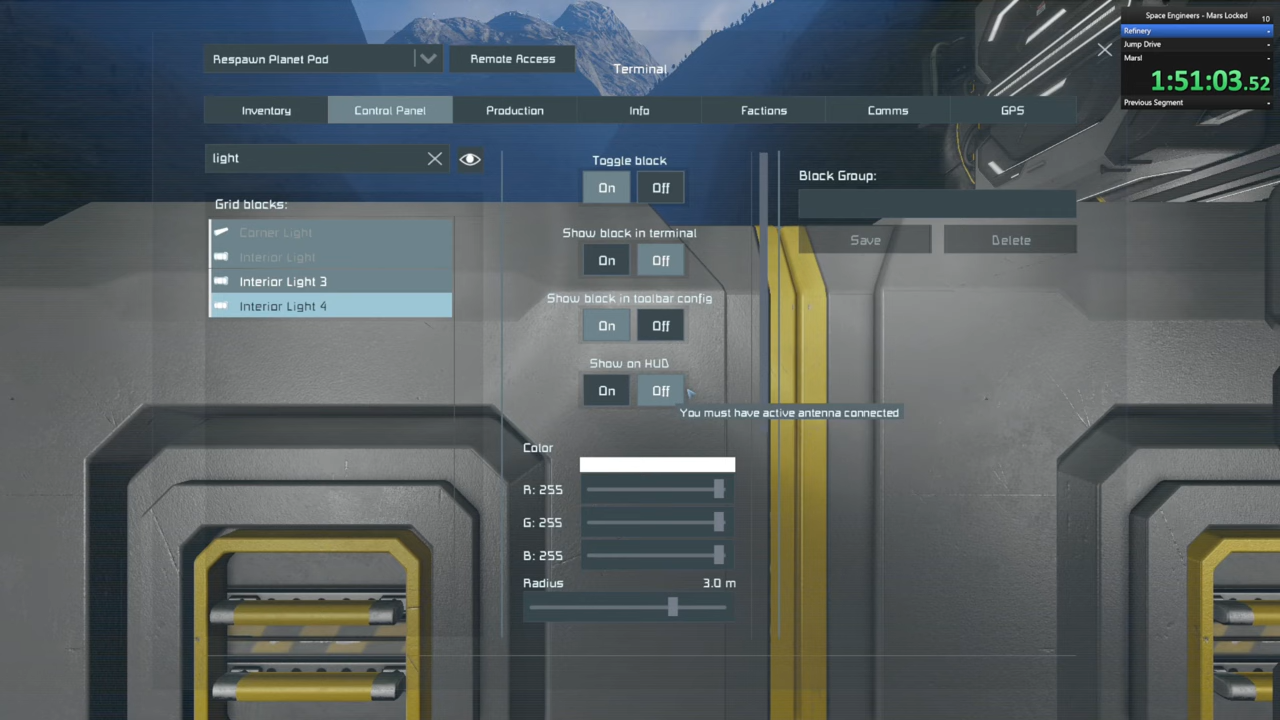 Space Engineers - Mars Locked
10
Refinery -
Jump Drive -
Mars! -
1:51:03.52
Previous Segment -
Respawn Planet Pod
Remote Access
Terminal
Inventory
Control Panel
Production
Info
Factions
Comms
GPS
light
Grid blocks:
Corner Light
Interior Light
Interior Light 3
Interior Light 4
Toggle block
On Off
Show block in terminal
On Off
Show block in toolbar config
On Off
Show on HUD
On Off
You must have active antenna connected
Color
R: 255
G: 255
B: 255
Radius 3.0 m
Block Group:
Save Delete